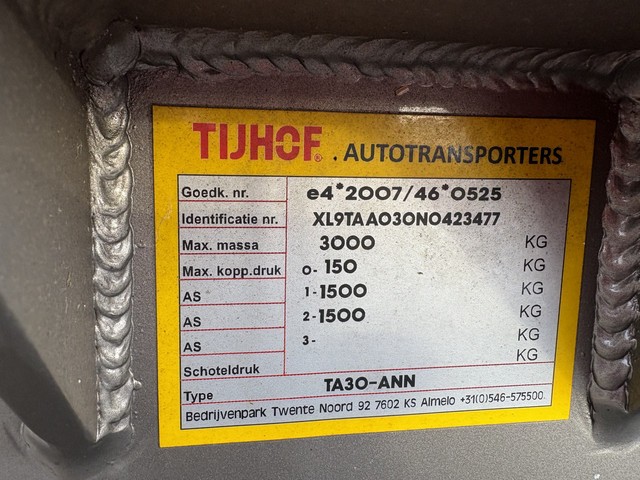 TIJHOF® . AUTOTRANSPORTERS
Goedk. nr. e4*2007/46*0525
Identificatie nr. XL9TAA030N0423477
Max. massa 3000 KG
Max. kopp.druk 0- 150 KG
AS 1- 1500 KG
AS 2- 1500 KG
AS 3- KG
Schoteldruk KG
Type TA30-ANN
Bedrijvenpark Twente Noord 92 7602 KS Almelo +31(0)546-575500.